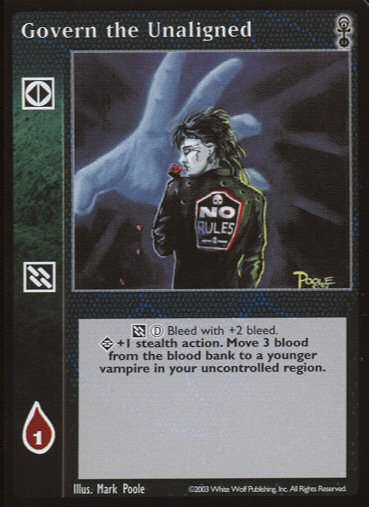 Govern the Unaligned
NO
RULES
POOLE
D Bleed with +2 bleed.
+1 stealth action. Move 3 blood
from the blood bank to a younger
vampire in your uncontrolled region.
1
Illus. Mark Poole
©2003 White Wolf Publishing, Inc. All Rights Reserved.